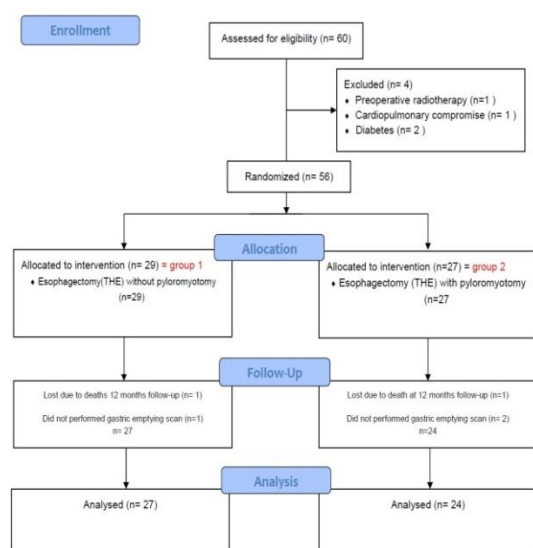 Enrollment
Assessed for eligibility (n= 60)
Excluded (n= 4)
♦ Preoperative radiotherapy (n=1 )
♦ Cardiopulmonary compromise (n= 1 )
♦ Diabetes (n= 2 )
Randomized (n= 56)
Allocation
Allocated to intervention (n= 29) = group 1
♦ Esophagectomy(THE) without pyloromyotomy
(n=29)
Allocated to intervention (n=27) = group 2
♦ Esophagectomy (THE) with pyloromyotomy
(n=27
Follow-Up
Lost due to deaths 12 months follow-up (n= 1)
Did not performed gastric emptying scan (n=1)
n= 27
Lost due to death at 12 months follow-up (n=1)
Did not performed gastric emptying scan (n= 2)
n=24
Analysis
Analysed (n= 27)
Analysed (n= 24)